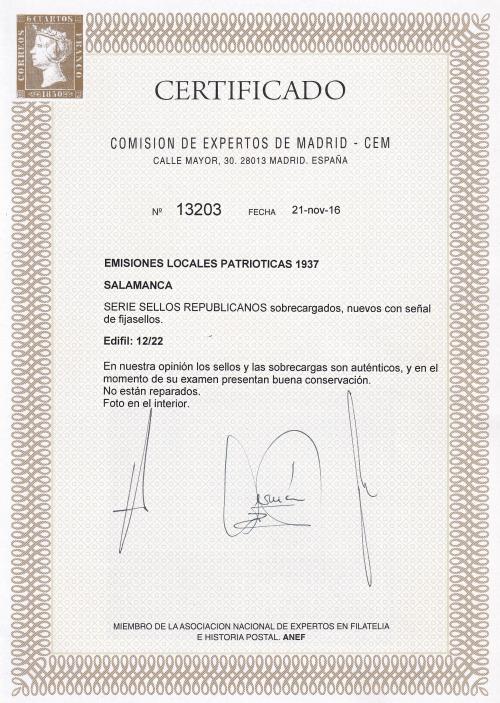 6 CUARTOS
CORREOS
FRANCO
1850
CERTIFICADO
COMISION DE EXPERTOS DE MADRID - CEM
CALLE MAYOR, 30. 28013 MADRID. ESPAÑA
Nº 13203 FECHA 21-nov-16
EMISIONES LOCALES PATRIOTICAS 1937
SALAMANCA
SERIE SELLOS REPUBLICANOS sobrecargados, nuevos con señal
de fijasellos.
Edifil: 12/22
En nuestra opinión los sellos y las sobrecargas son auténticos, y en el
momento de su examen presentan buena conservación.
No están reparados.
Foto en el interior.
MIEMBRO DE LA ASOCIACION NACIONAL DE EXPERTOS EN FILATELIA
E HISTORIA POSTAL. ANEF